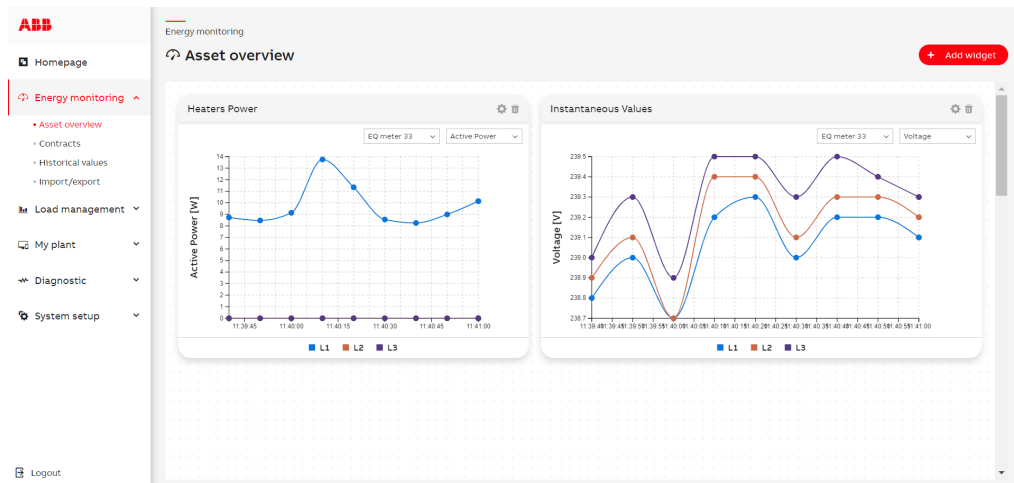 ABB
Homepage
Energy monitoring
Asset overview
Contracts
Historical values
Import/export
Load management
My plant
Diagnostic
System setup
Logout
Energy monitoring
Asset overview
+ Add widget
Heaters Power
EQ meter 33
Active Power
Active Power [W]
14
13
12
11
10
9
8
7
6
5
4
3
2
1
0
11:39:45 11:40:00 11:40:15 11:40:30 11:40:45 11:41:00
L1 L2 L3
Instantaneous Values
EQ meter 33
Voltage
Voltage [V]
239.5
239.4
239.3
239.2
239.1
239.0
238.9
238.8
238.7
11:41:00
L1 L2 L3